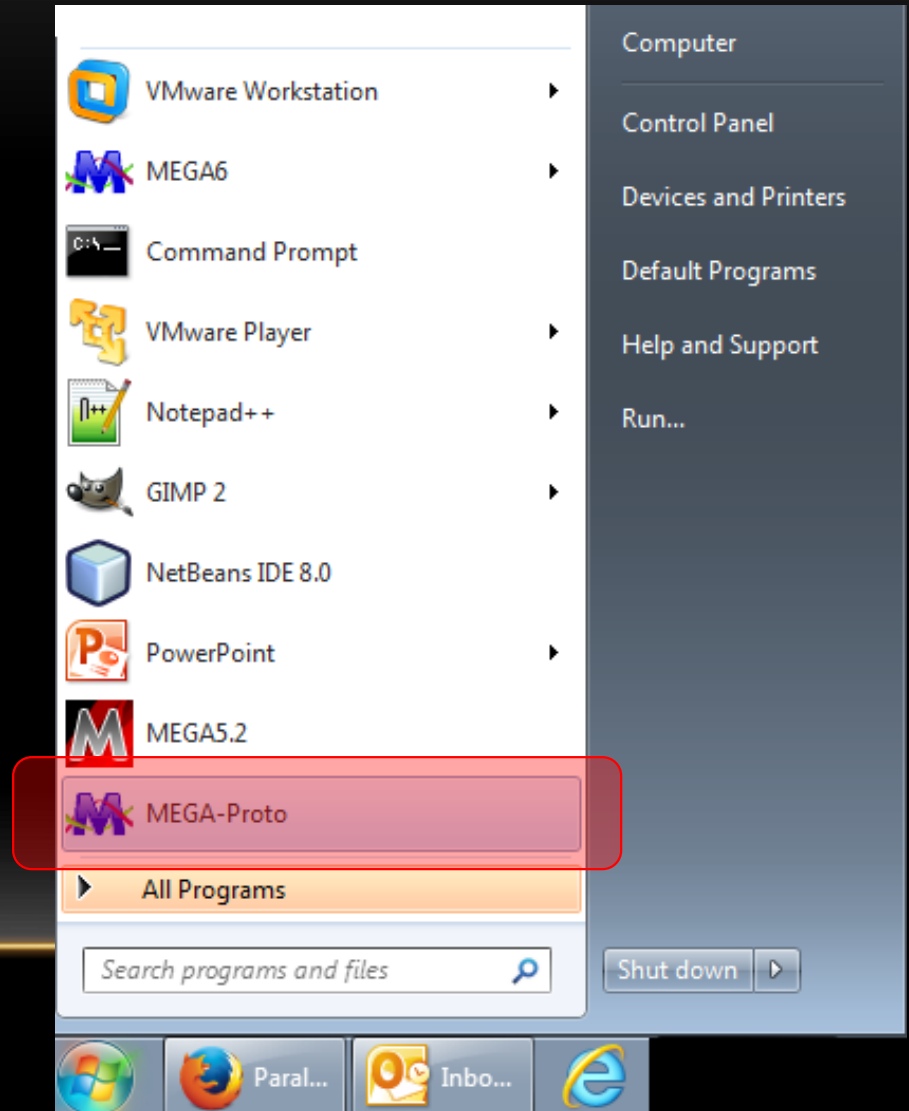 VMware Workstation
MEGA6
C:\_
Command Prompt
VMware Player
n++
Notepad++
GIMP 2
NetBeans IDE 8.0
P
PowerPoint
M
MEGA5.2
MEGA-Proto
All Programs
Search programs and files
Computer
Control Panel
Devices and Printers
Default Programs
Help and Support
Run...
Shut down
Paral...
Inbo...